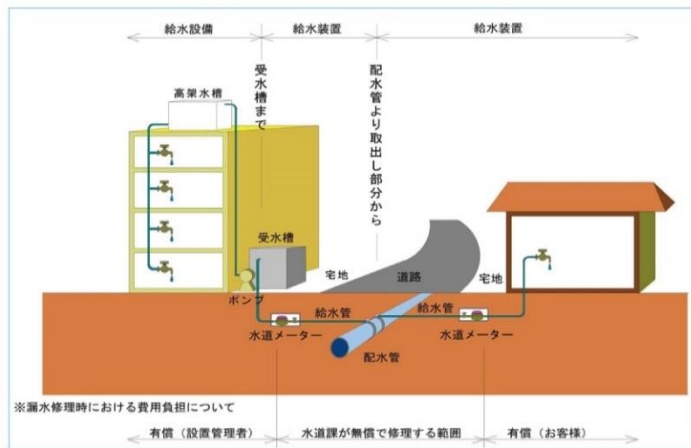 給水設備
給水装置
給水装置
受水槽まで
配水管より取出し部分から
高架水槽
受水槽
宅地
道路
宅地
ポンプ
給水管
給水管
水道メーター
水道メーター
配水管
※漏水修理時における費用負担について
有償（設置管理者）
水道課が無償で修理する範囲
有償（お客様）